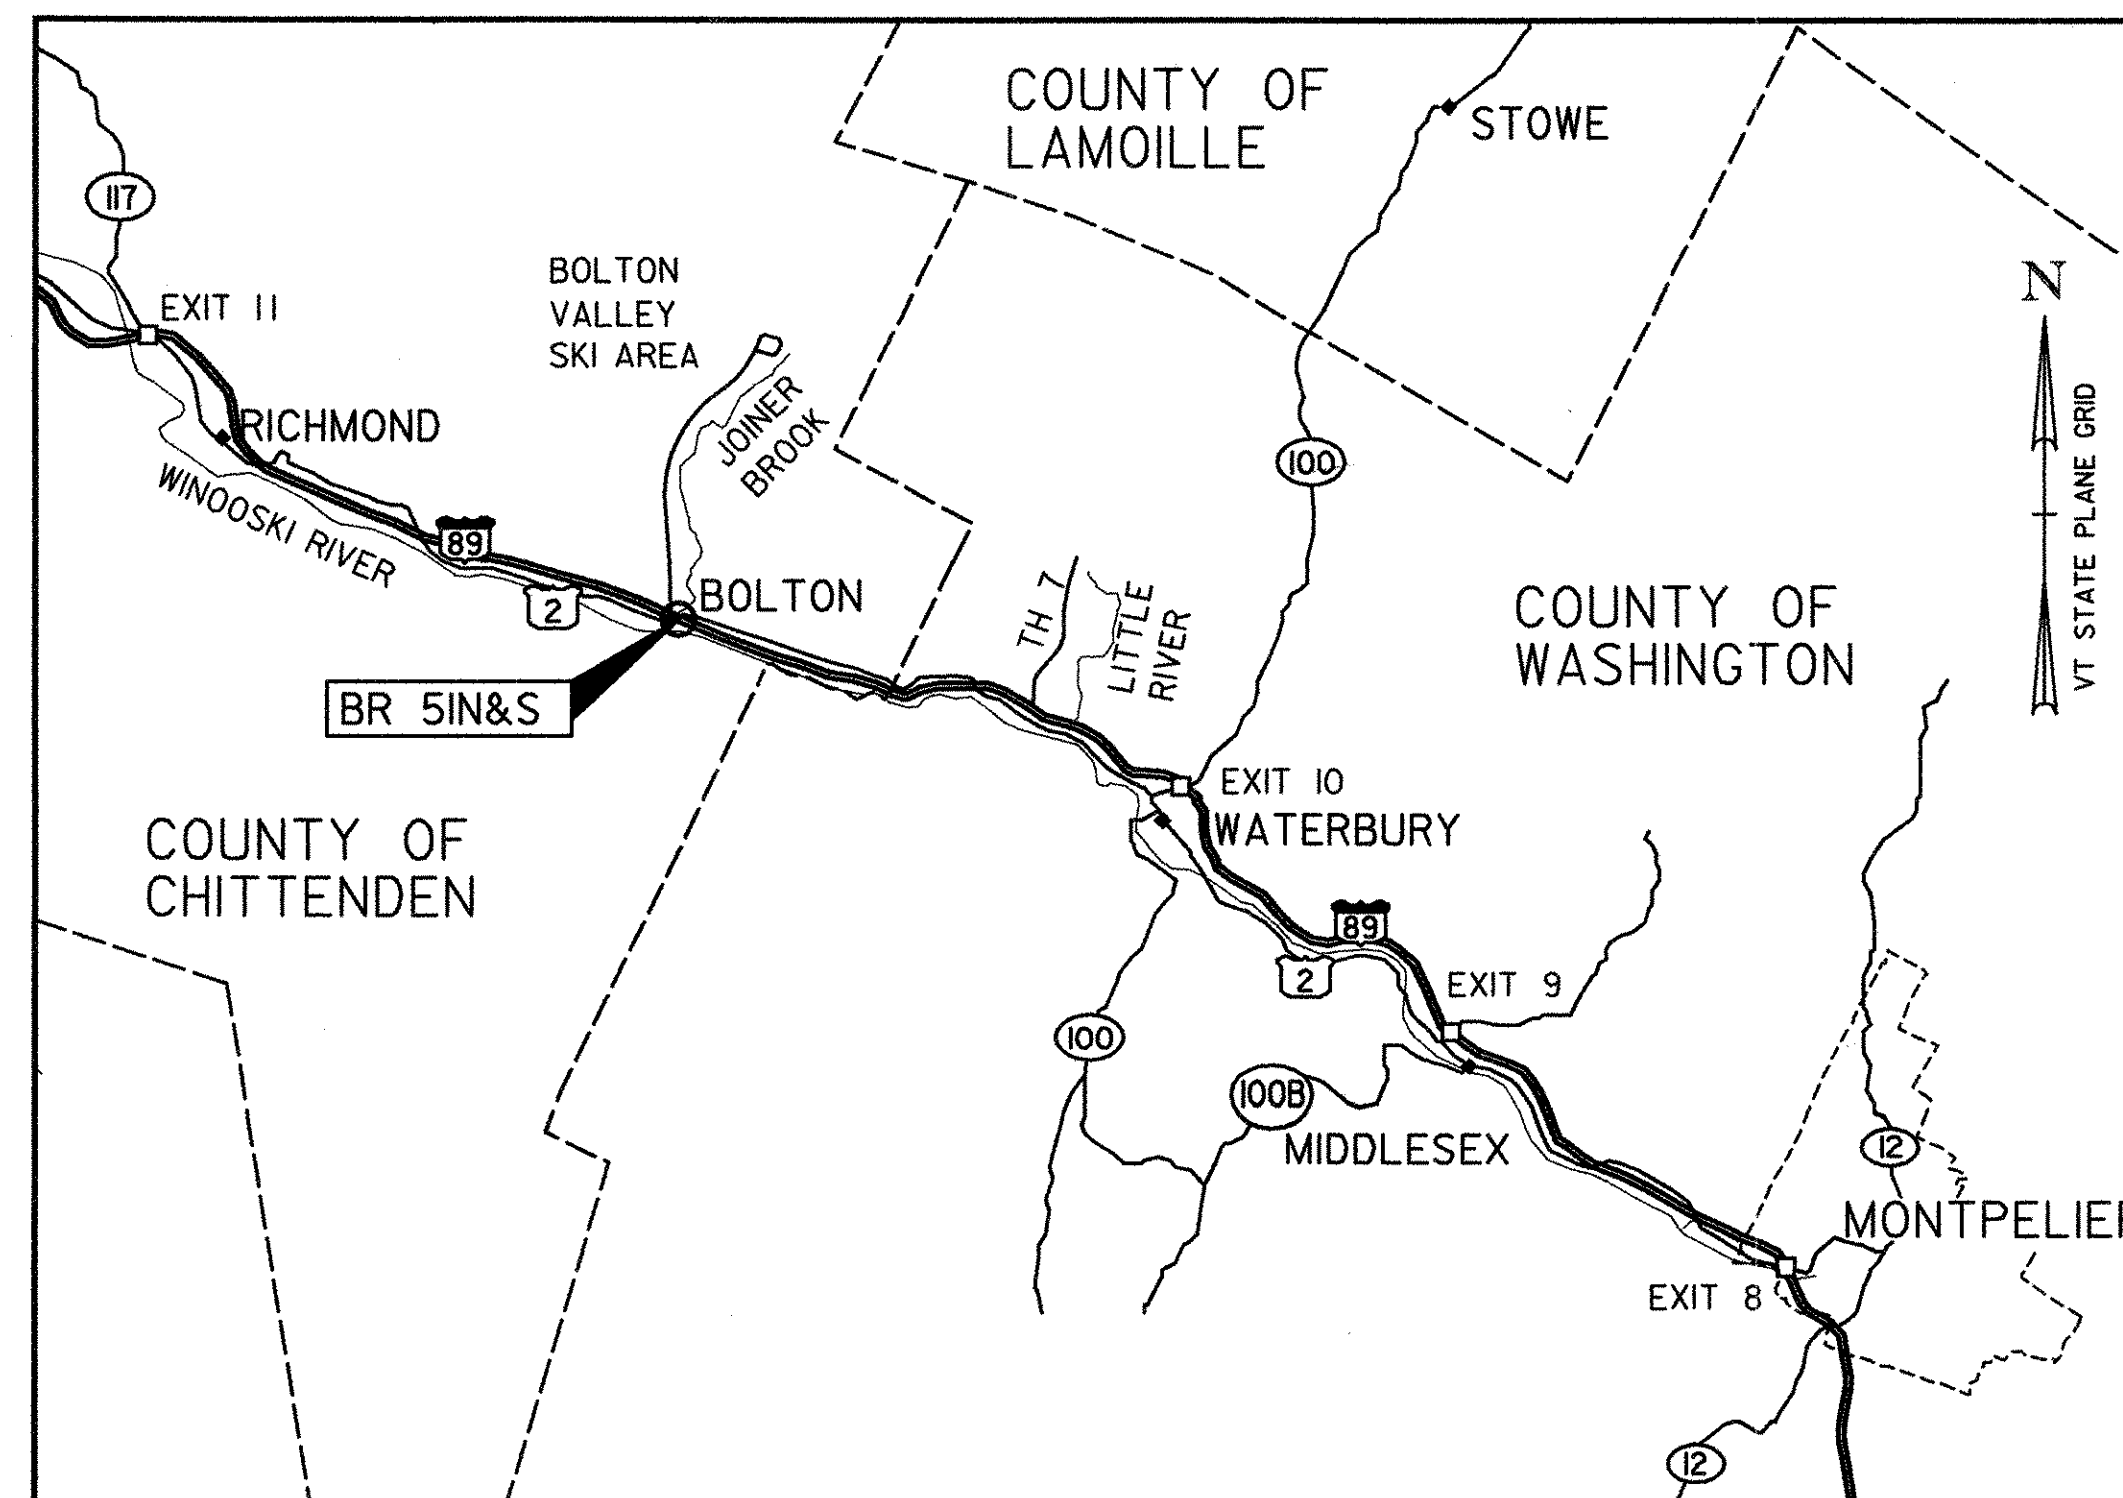 COUNTY OF
LAMOILLE
STOWE
117
BOLTON
VALLEY
SKI AREA
N
EXIT 11
JOINER
BROOK
RICHMOND
WINOOSKI RIVER
100
VT STATE PLANE GRID
89
2
BOLTON
TH 7
LITTLE
RIVER
COUNTY OF
WASHINGTON
BR 51N&S
EXIT 10
WATERBURY
COUNTY OF
CHITTENDEN
89
2
EXIT 9
100
100B
MIDDLESEX
12
MONTPELIER
EXIT 8
12